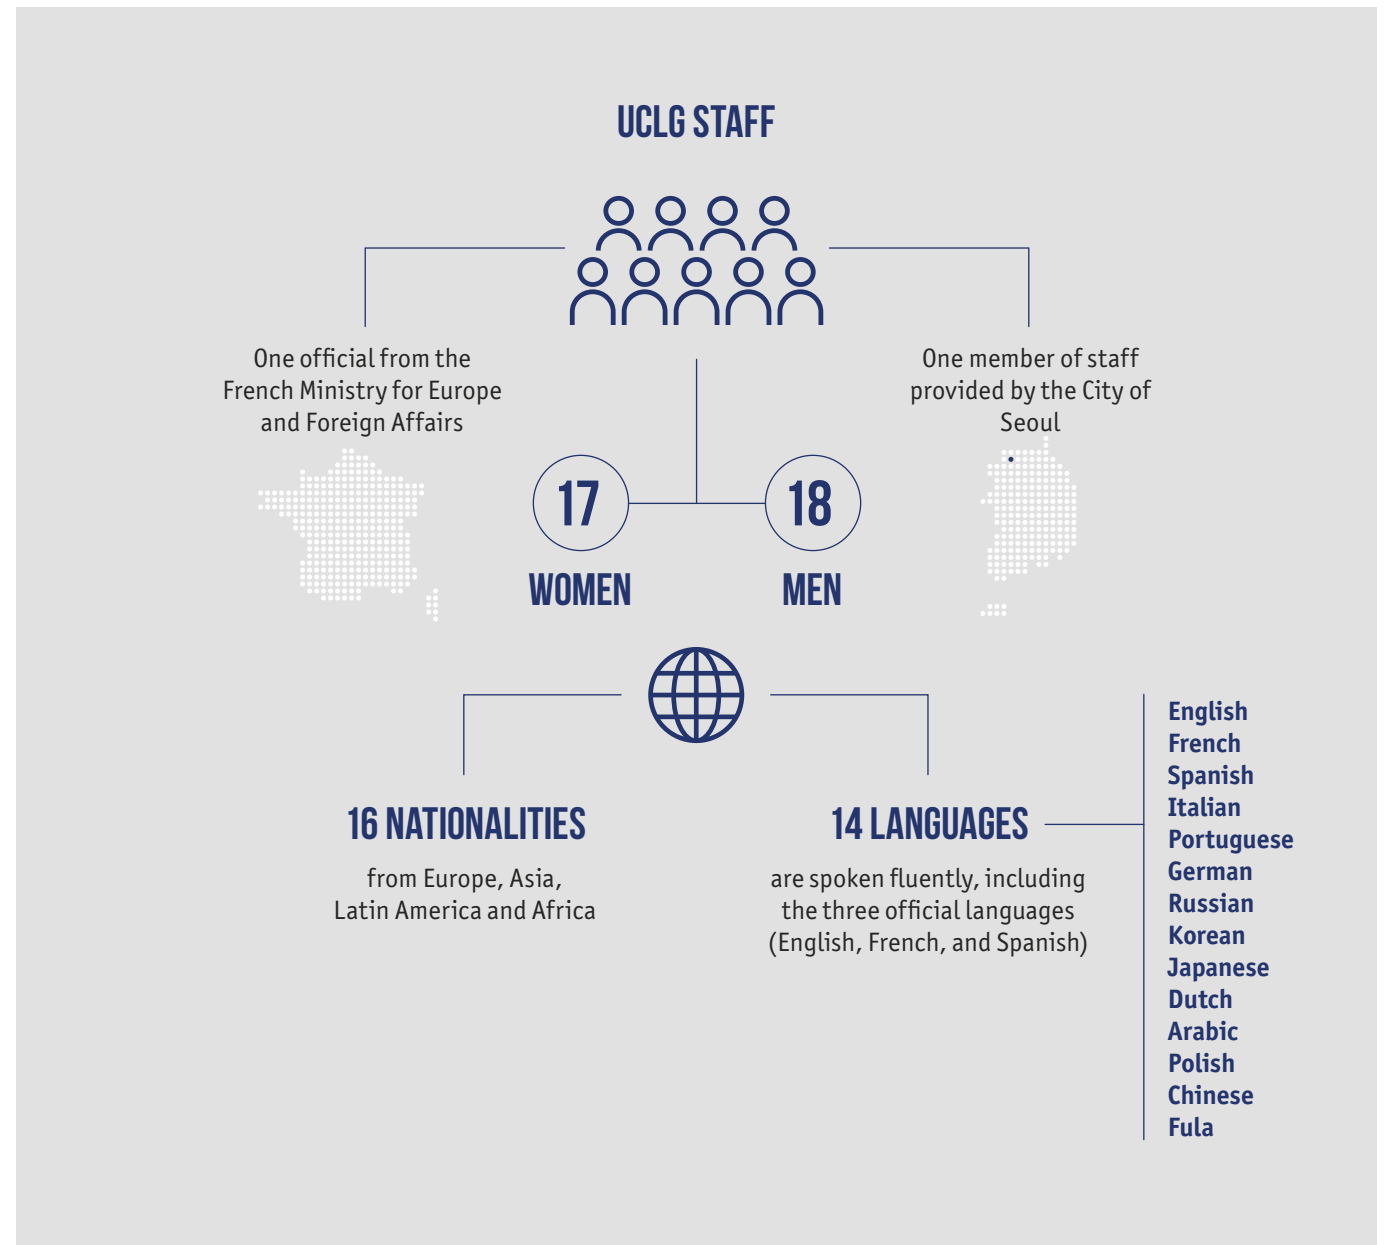 UCLG STAFF
One official from the
French Ministry for Europe
and Foreign Affairs
One member of staff
provided by the City of
Seoul
17
WOMEN
18
MEN
16 NATIONALITIES
from Europe, Asia,
Latin America and Africa
14 LANGUAGES
are spoken fluently, including
the three official languages
(English, French, and Spanish)
English
French
Spanish
Italian
Portuguese
German
Russian
Korean
Japanese
Dutch
Arabic
Polish
Chinese
Fula